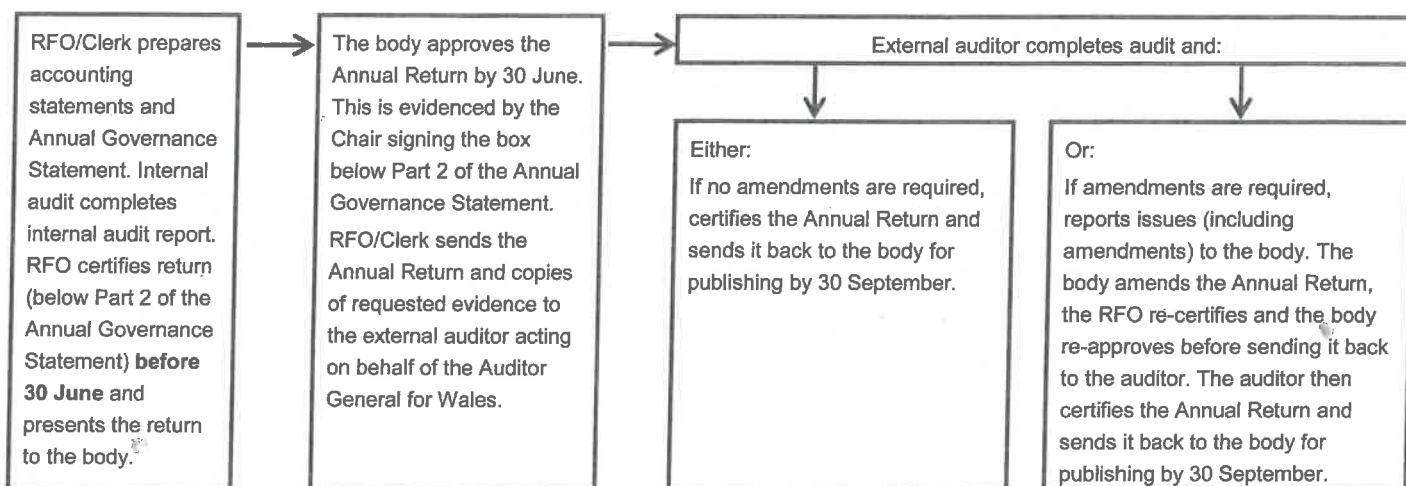 RFO/Clerk prepares
accounting
statements and
Annual Governance
Statement. Internal
audit completes
internal audit report.
RFO certifies return
(below Part 2 of the
Annual Governance
Statement) before
30 June and
presents the return
to the body.
The body approves the
Annual Return by 30 June.
This is evidenced by the
Chair signing the box
below Part 2 of the Annual
Governance Statement.
RFO/Clerk sends the
Annual Return and copies
of requested evidence to
the external auditor acting
on behalf of the Auditor
General for Wales.
External auditor completes audit and:
Either:
If no amendments are required,
certifies the Annual Return and
sends it back to the body for
publishing by 30 September.
Or:
If amendments are required,
reports issues (including
amendments) to the body. The
body amends the Annual Return,
the RFO re-certifies and the body
re-approves before sending it back
to the auditor. The auditor then
certifies the Annual Return and
sends it back to the body for
publishing by 30 September.